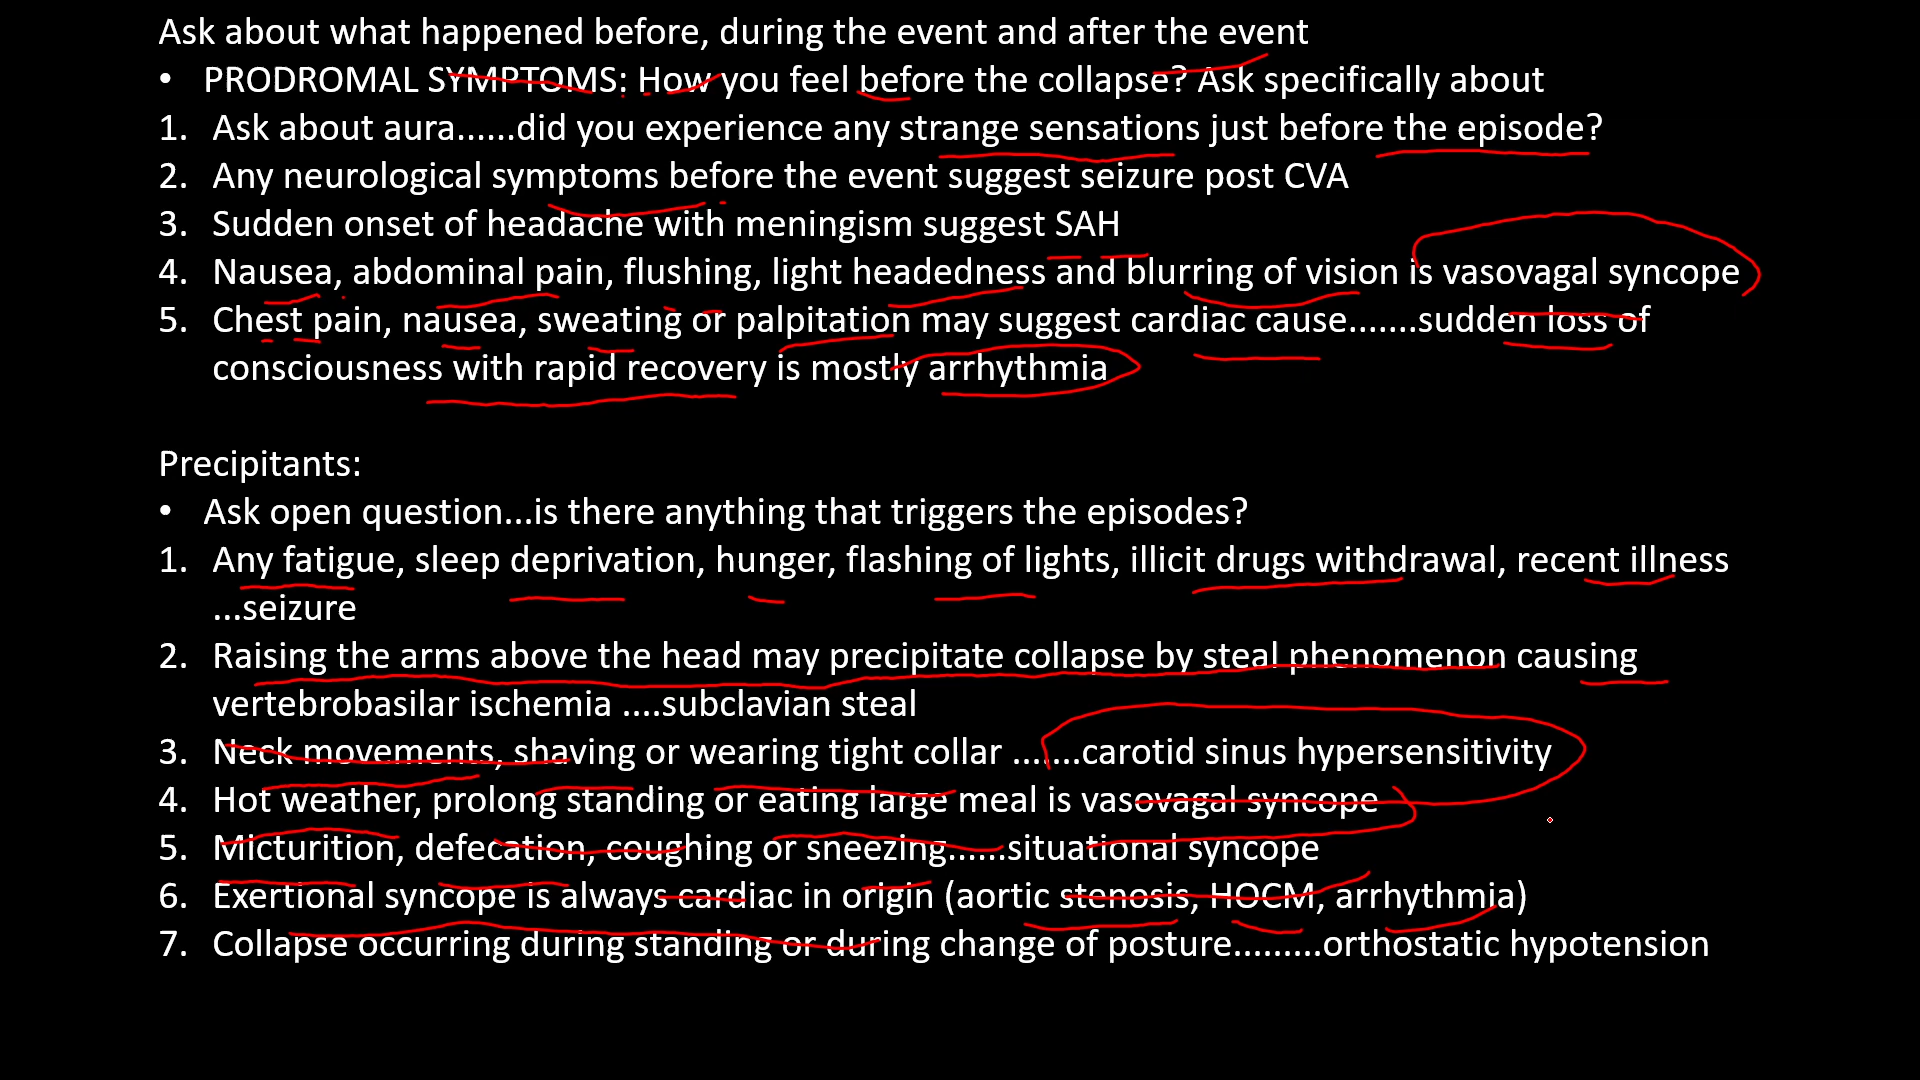 Ask about what happened before, during the event and after the event
• PRODROMAL SYMPTOMS: How you feel before the collapse? Ask specifically about
1. Ask about aura......did you experience any strange sensations just before the episode?
2. Any neurological symptoms before the event suggest seizure post CVA
3. Sudden onset of headache with meningism suggest SAH
4. Nausea, abdominal pain, flushing, light headedness and blurring of vision is vasovagal syncope
5. Chest pain, nausea, sweating or palpitation may suggest cardiac cause.......sudden loss of
consciousness with rapid recovery is mostly arrhythmia
Precipitants:
• Ask open question...is there anything that triggers the episodes?
1. Any fatigue, sleep deprivation, hunger, flashing of lights, illicit drugs withdrawal, recent illness
...seizure
2. Raising the arms above the head may precipitate collapse by steal phenomenon causing
vertebrobasilar ischemia ....subclavian steal
3. Neck movements, shaving or wearing tight collar .......carotid sinus hypersensitivity
4. Hot weather, prolong standing or eating large meal is vasovagal syncope
5. Micturition, defecation, coughing or sneezing......situational syncope
6. Exertional syncope is always cardiac in origin (aortic stenosis, HOCM, arrhythmia)
7. Collapse occurring during standing or during change of posture.........orthostatic hypotension